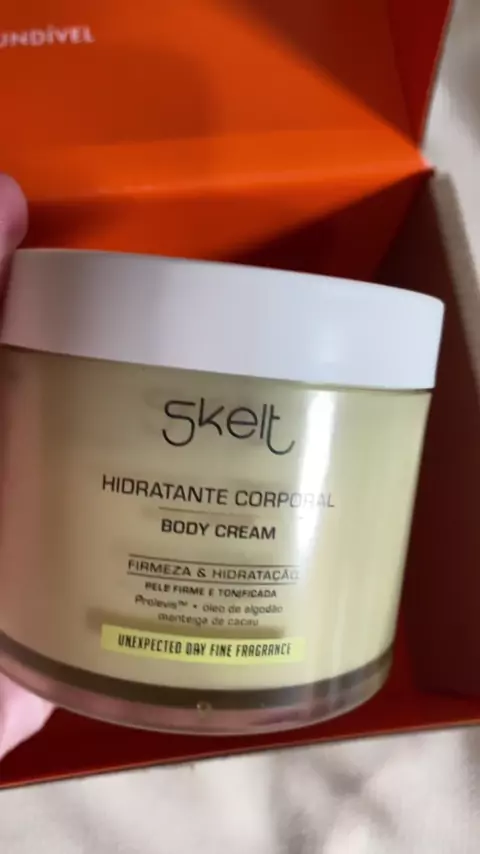 UNDÍVEL
Skelt
HIDRATANTE CORPORAL
BODY CREAM
FIRMEZA & HIDRATAÇÃO
PELE FIRME E TONIFICADA
Prolevis™ • óleo de algodão
manteiga de cacau
UNEXPECTED DAY FINE FRAGRANCE